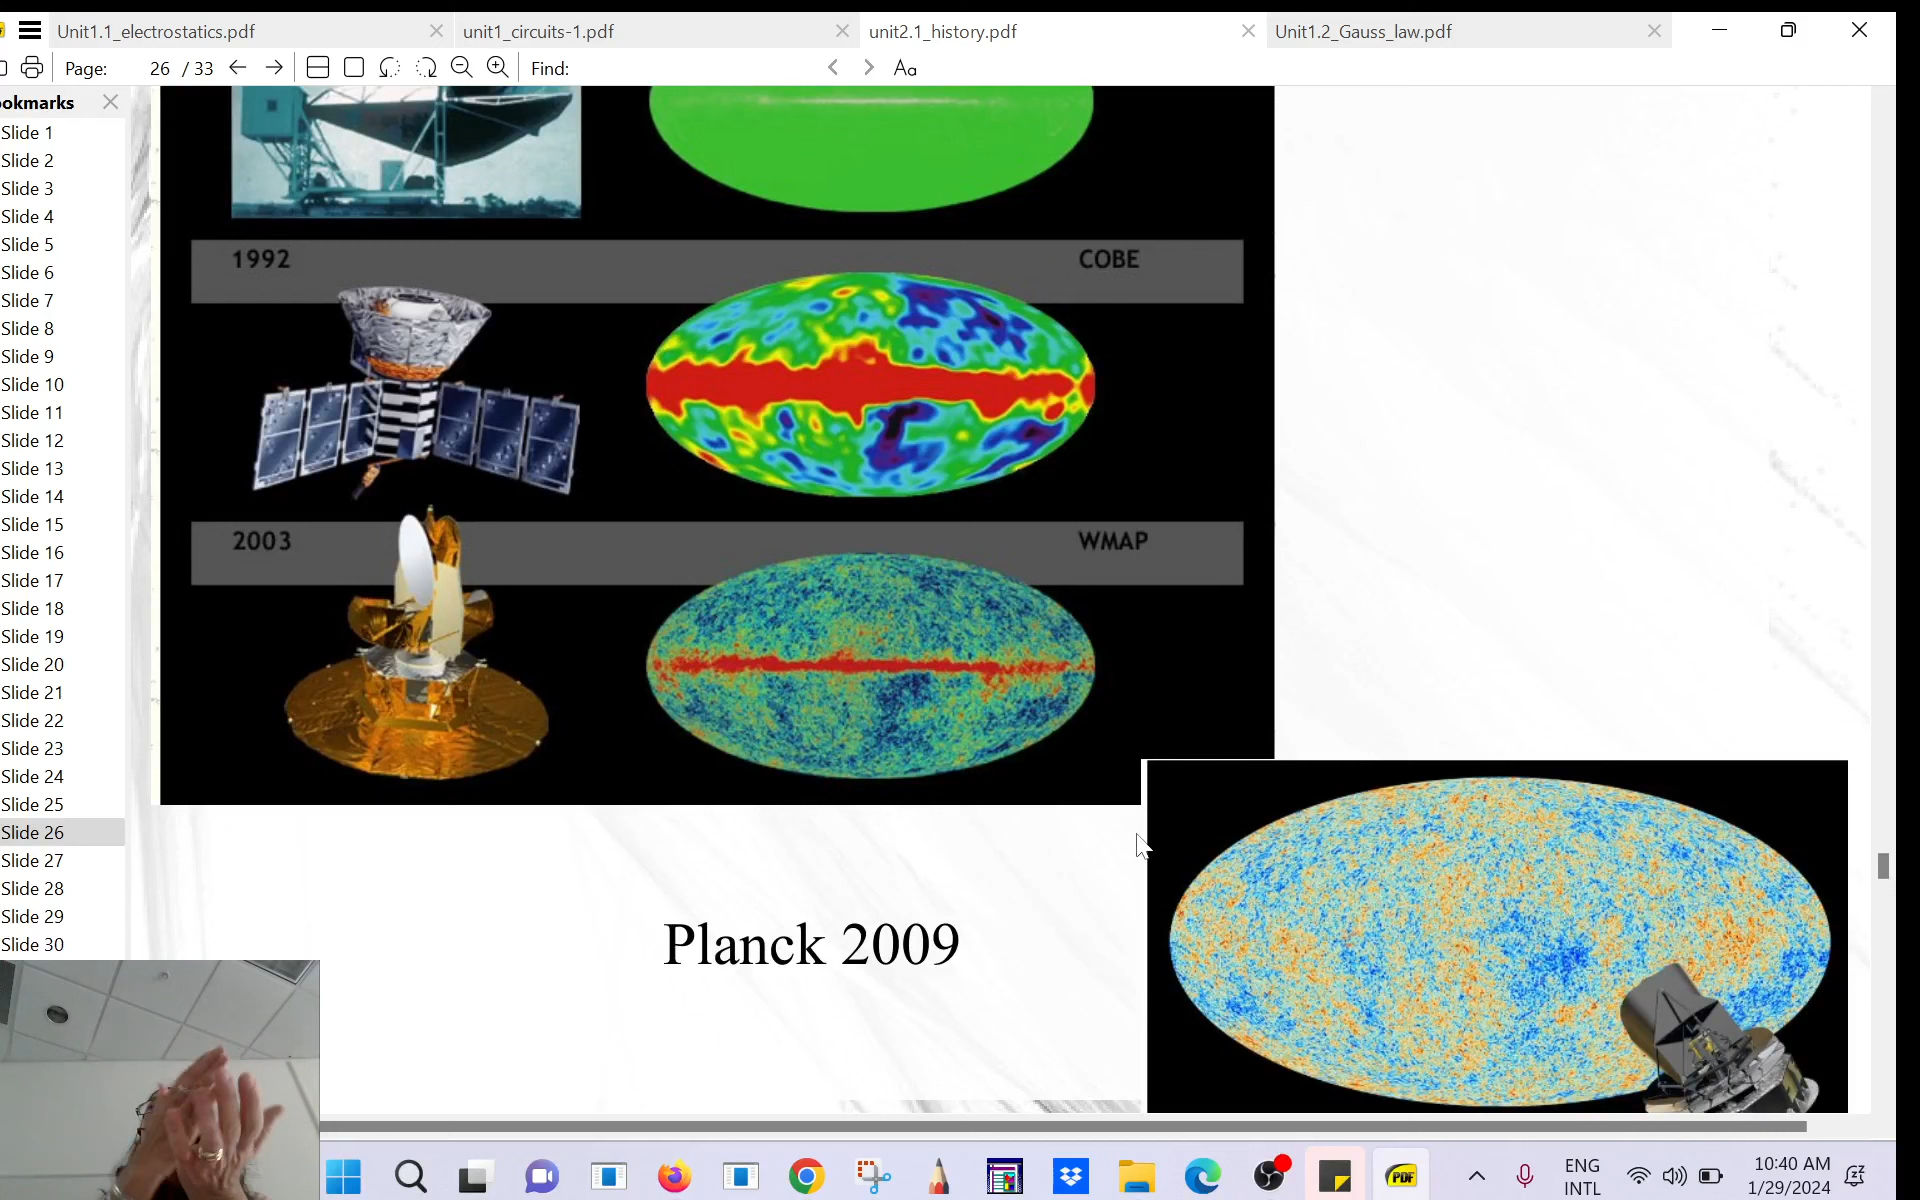 Unit1.1_electrostatics.pdf
unit1_circuits-1.pdf
unit2.1_history.pdf
Unit1.2_Gauss_law.pdf
Page: 26 / 33
Find:
Aa
ookmarks
Slide 1
Slide 2
Slide 3
Slide 4
Slide 5
Slide 6
Slide 7
Slide 8
Slide 9
Slide 10
Slide 11
Slide 12
Slide 13
Slide 14
Slide 15
Slide 16
Slide 17
Slide 18
Slide 19
Slide 20
Slide 21
Slide 22
Slide 23
Slide 24
Slide 25
Slide 26
Slide 27
Slide 28
Slide 29
Slide 30
1992 COBE
2003 WMAP
Planck 2009
PDF
ENG
INTL
10:40 AM
1/29/2024